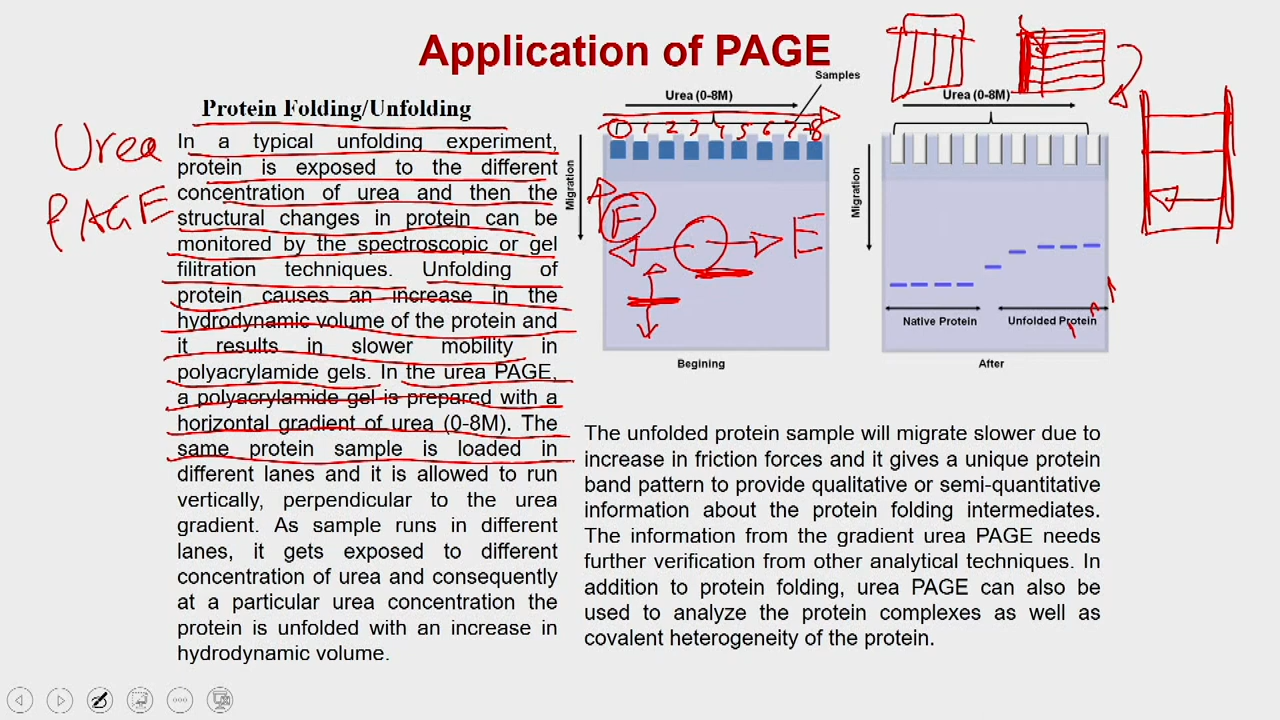 Application of PAGE
Samples
Protein Folding/Unfolding
Urea
PAGE
In a typical unfolding experiment,
protein is exposed to the different
concentration of urea and then the
structural changes in protein can be
monitored by the spectroscopic or gel
filtration techniques. Unfolding of
protein causes an increase in the
hydrodynamic volume of the protein and
it results in slower mobility in
polyacrylamide gels. In the urea PAGE,
a polyacrylamide gel is prepared with a
horizontal gradient of urea (0-8M). The
same protein sample is loaded in
different lanes and it is allowed to run
vertically, perpendicular to the urea
gradient. As sample runs in different
lanes, it gets exposed to different
concentration of urea and consequently
at a particular urea concentration the
protein is unfolded with an increase in
hydrodynamic volume.
Urea (0-8M)
1 2 3 4 5 6 7 8
Migration
F
E
Begining
Urea (0-8M)
Migration
Native Protein
Unfolded Protein
After
The unfolded protein sample will migrate slower due to
increase in friction forces and it gives a unique protein
band pattern to provide qualitative or semi-quantitative
information about the protein folding intermediates.
The information from the gradient urea PAGE needs
further verification from other analytical techniques. In
addition to protein folding, urea PAGE can also be
used to analyze the protein complexes as well as
covalent heterogeneity of the protein.